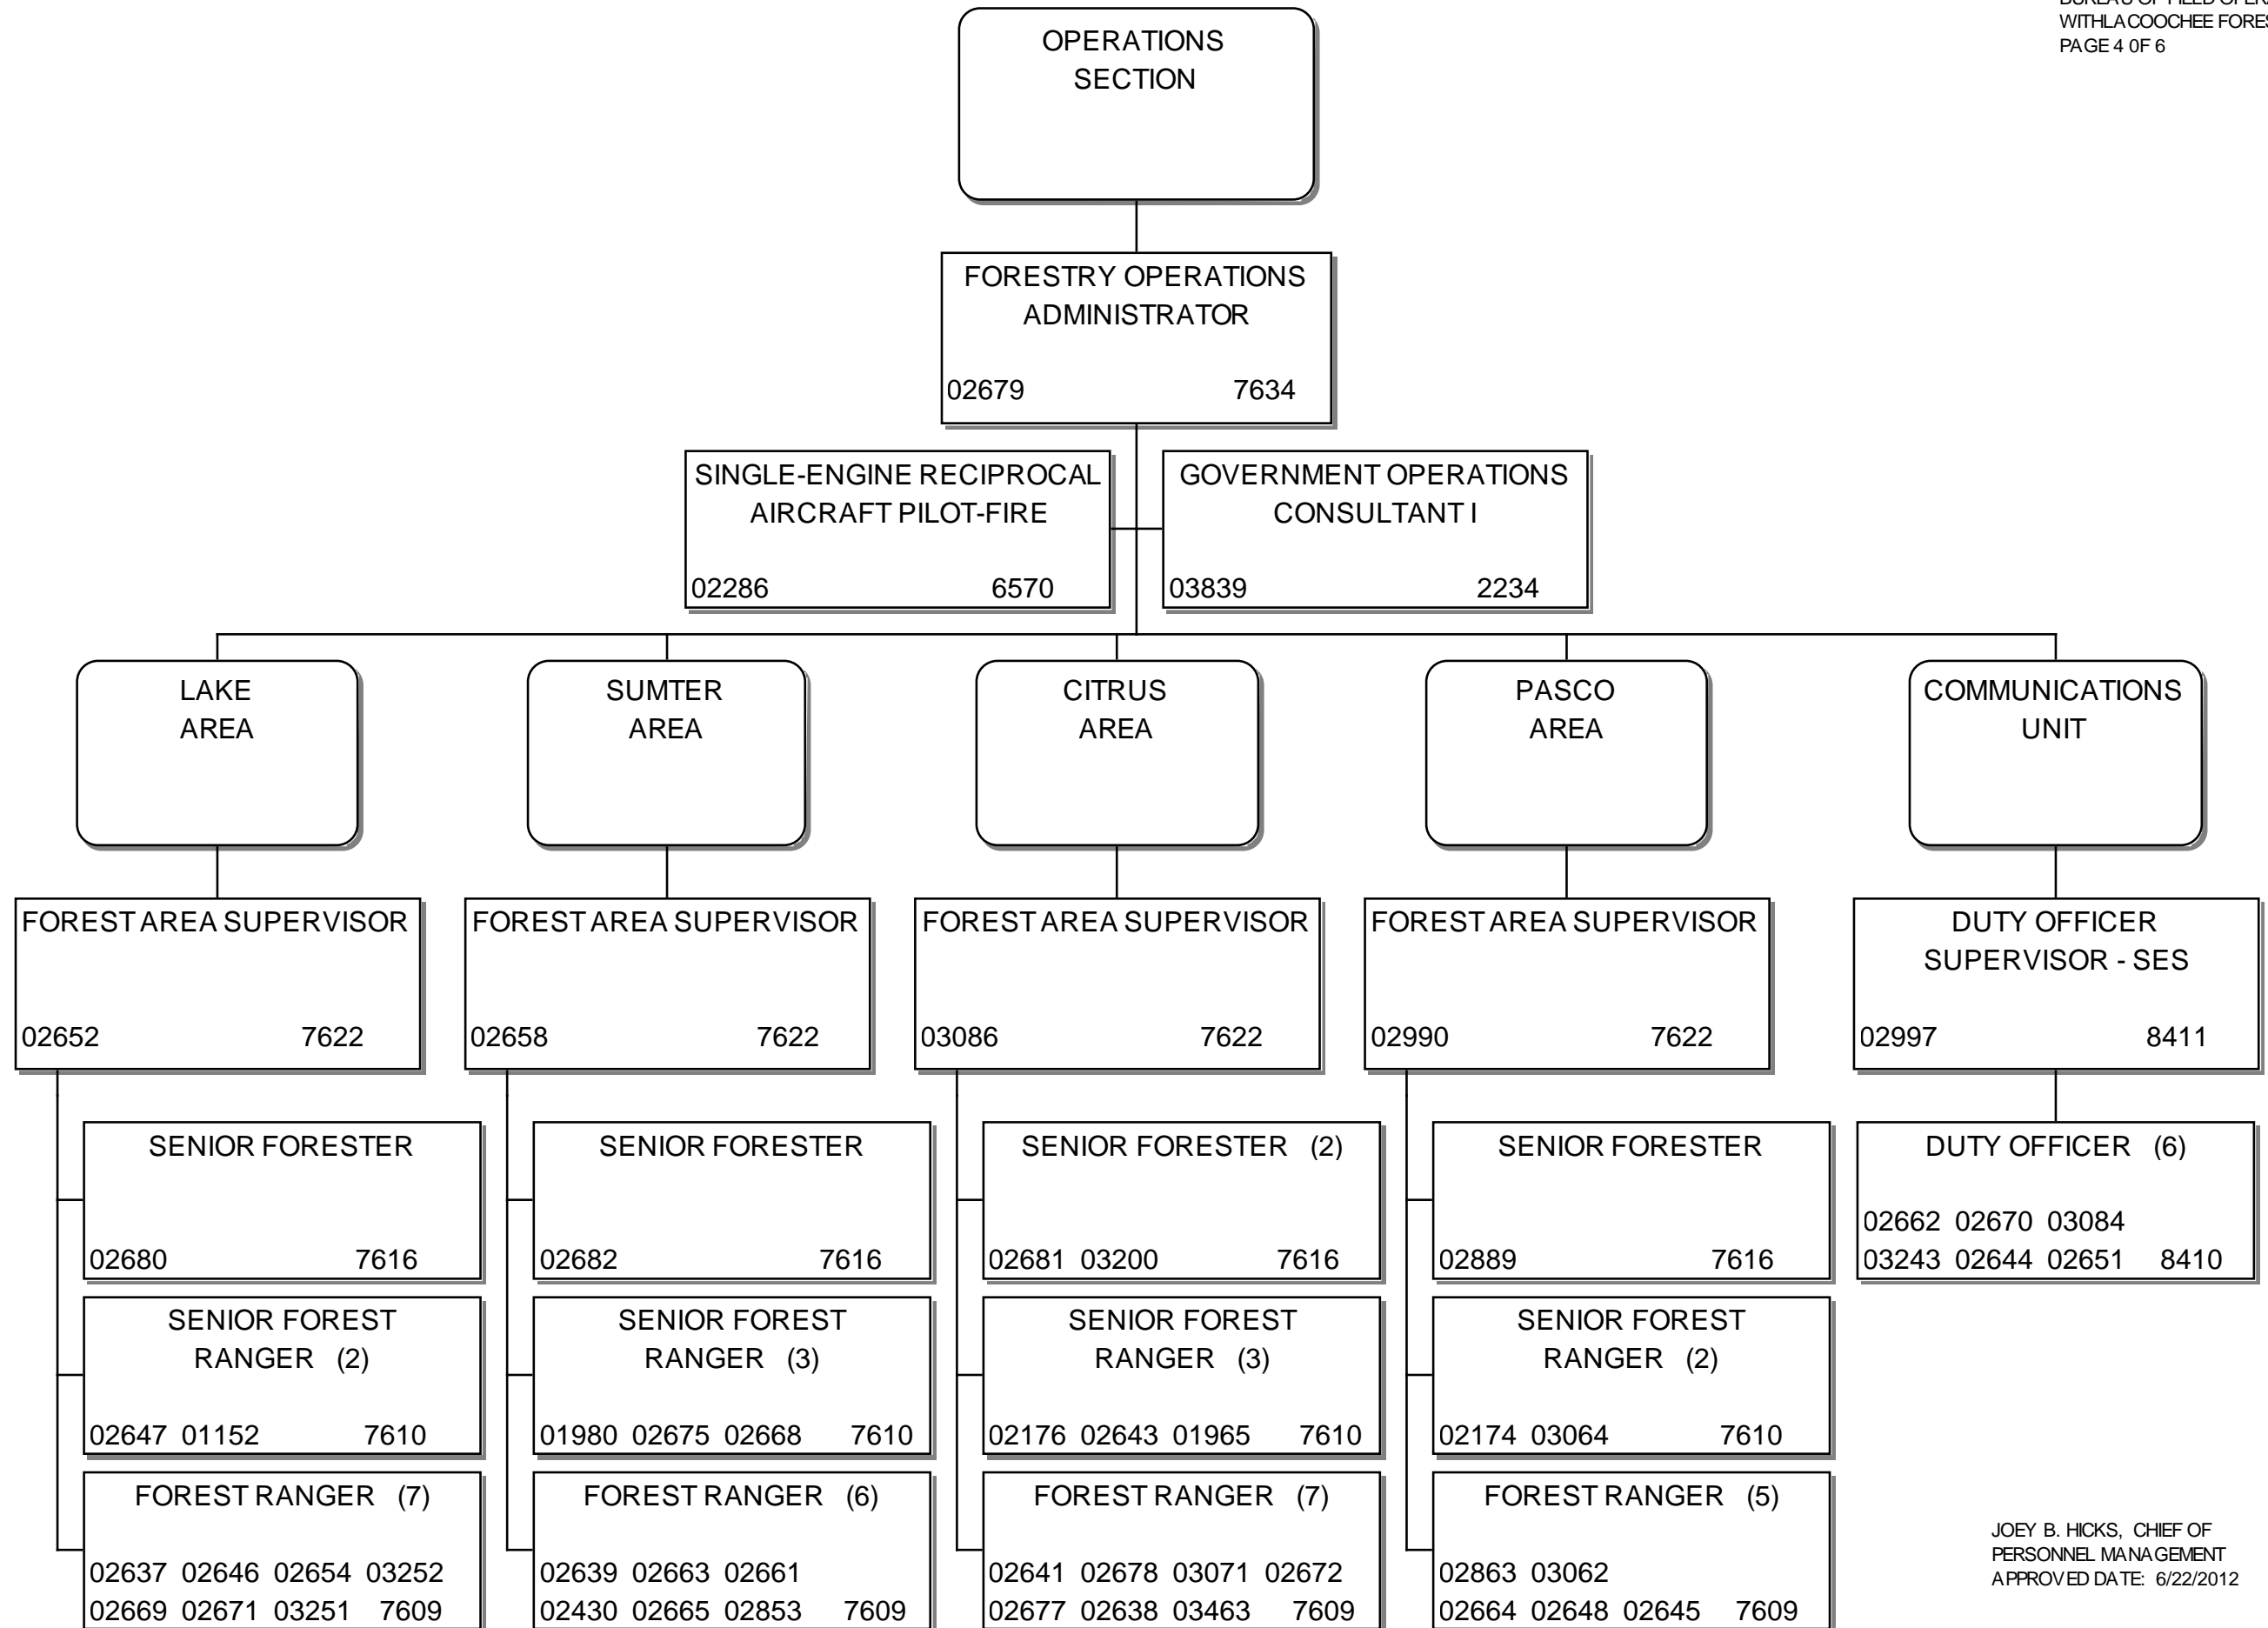 WITHLACOOCHEE
PAGE 4 0F 6
OPERATIONS
SECTION
FORESTRY OPERATIONS
ADMINISTRATOR
02679 7634
SINGLE-ENGINE RECIPROCAL
AIRCRAFT PILOT-FIRE
02286 6570
GOVERNMENT OPERATIONS
CONSULTANT I
03839 2234
LAKE
AREA
SUMTER
AREA
CITRUS
AREA
PASCO
AREA
COMMUNICATIONS
UNIT
FOREST AREA SUPERVISOR
02652 7622
FOREST AREA SUPERVISOR
02658 7622
FOREST AREA SUPERVISOR
03086 7622
FOREST AREA SUPERVISOR
02990 7622
DUTY OFFICER
SUPERVISOR - SES
02997 8411
SENIOR FORESTER
02680 7616
SENIOR FORESTER
02682 7616
SENIOR FORESTER (2)
02681 03200 7616
SENIOR FORESTER
02889 7616
DUTY OFFICER (6)
02662 02670 03084
03243 02644 02651 8410
SENIOR FOREST
RANGER (2)
02647 01152 7610
SENIOR FOREST
RANGER (3)
01980 02675 02668 7610
SENIOR FOREST
RANGER (3)
02176 02643 01965 7610
SENIOR FOREST
RANGER (2)
02174 03064 7610
FOREST RANGER (7)
02637 02646 02654 03252
02669 02671 03251 7609
FOREST RANGER (6)
02639 02663 02661
02430 02665 02853 7609
FOREST RANGER (7)
02641 02678 03071 02672
02677 02638 03463 7609
FOREST RANGER (5)
02863 03062
02664 02648 02645 7609
JOEY B. HICKS, CHIEF OF
PERSONNEL MANAGEMENT
APPROVED DATE: 6/22/2012